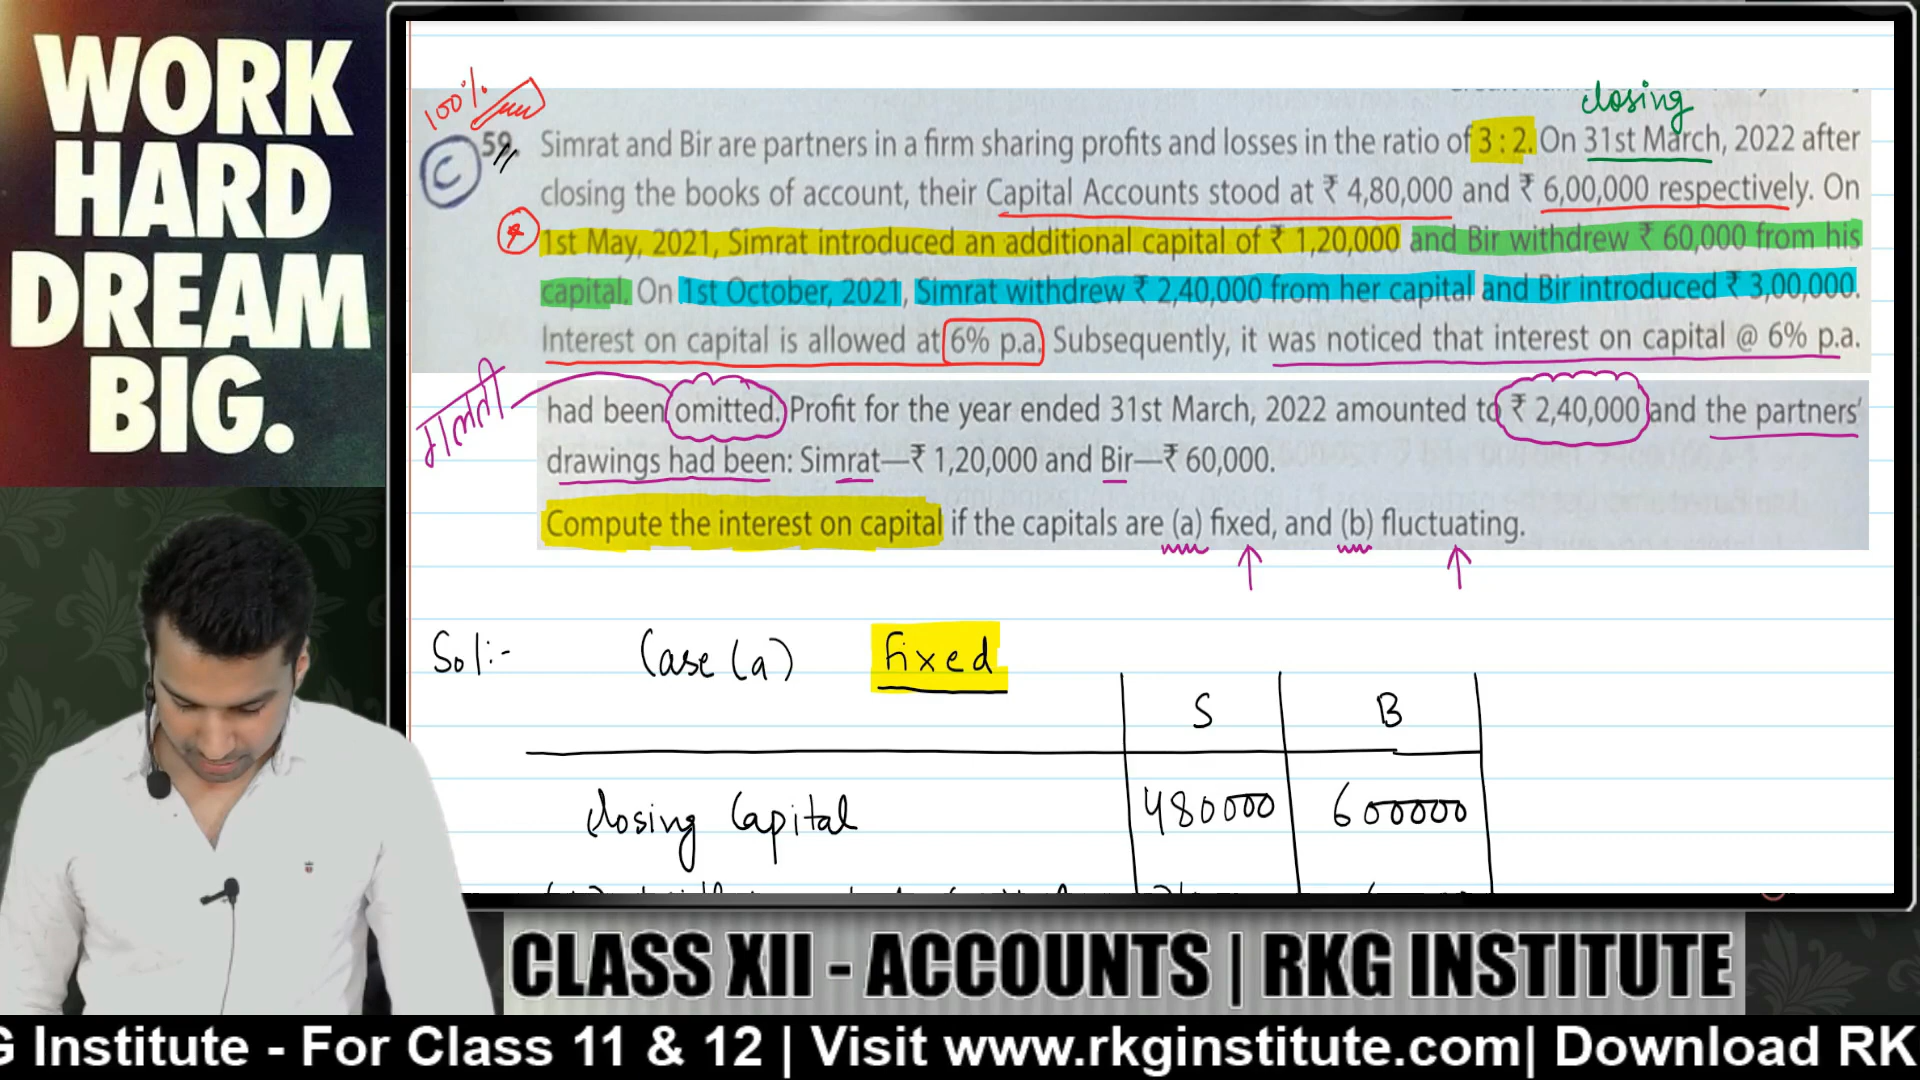 WORK
HARD
DREAM
BIG.
closing
100%
C
59. Simrat and Bir are partners in a firm sharing profits and losses in the ratio of 3 : 2. On 31st March, 2022 after
closing the books of account, their Capital Accounts stood at ₹ 4,80,000 and ₹ 6,00,000 respectively. On
1st May, 2021, Simrat introduced an additional capital of ₹ 1,20,000 and Bir withdrew ₹ 60,000 from his
capital. On 1st October, 2021, Simrat withdrew ₹ 2,40,000 from her capital and Bir introduced ₹ 3,00,000.
Interest on capital is allowed at 6% p.a. Subsequently, it was noticed that interest on capital @ 6% p.a.
गलती
had been omitted. Profit for the year ended 31st March, 2022 amounted to ₹ 2,40,000 and the partners'
drawings had been: Simrat—₹ 1,20,000 and Bir—₹ 60,000.
Compute the interest on capital if the capitals are (a) fixed, and (b) fluctuating.
Sol:- Case (a) Fixed
S B
Closing Capital 480000 600000
CLASS XII - ACCOUNTS | RKG INSTITUTE
G Institute - For Class 11 & 12 | Visit www.rkginstitute.com| Download RK